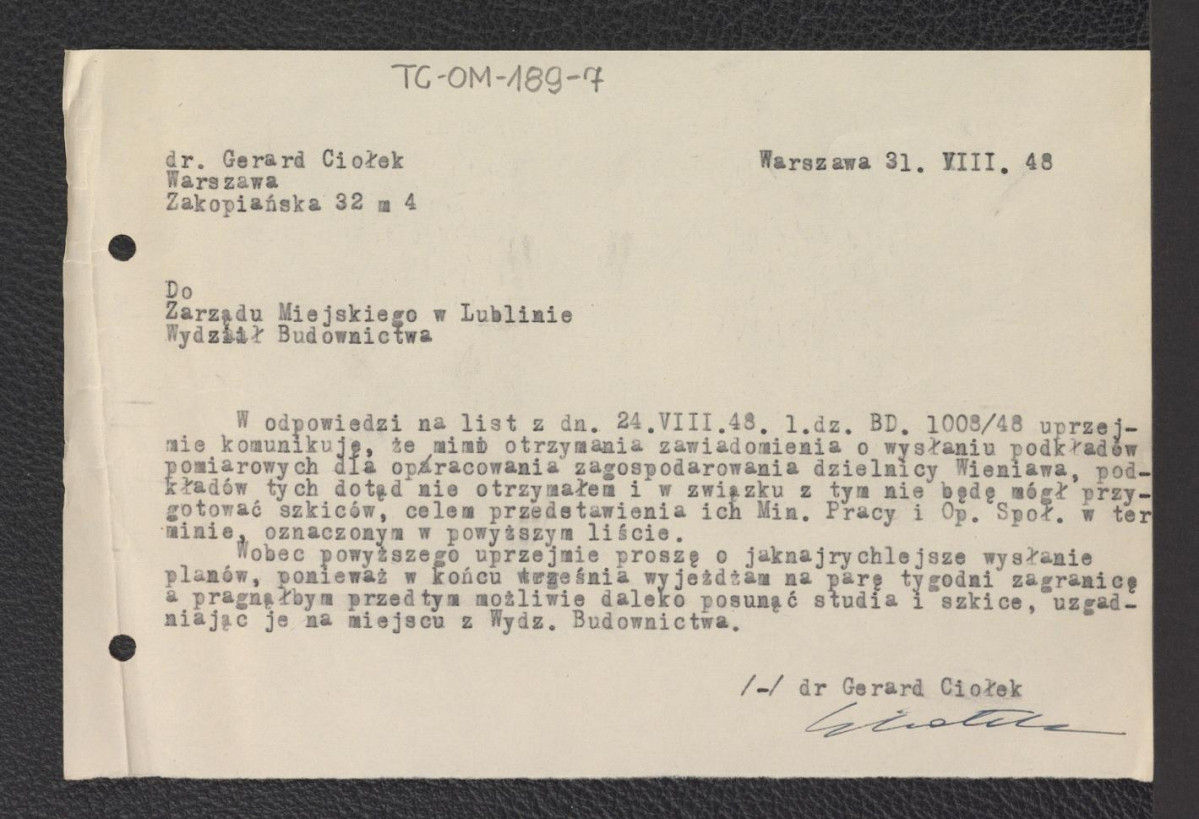 TG-OM-189-7
dr. Gerard Ciołek
Warszawa 31. VIII. 48
Warszawa
Zakopiańska 32 m 4
Do
Zarządu Miejskiego w Lublinie
Wydział Budownictwa
W odpowiedzi na list z dn. 24.VIII.48. l.dz. BD. 1008/48 uprzej-
mie komunikuję, że mimo otrzymania zawiadomienia o wysłaniu podkładów
pomiarowych dla opracowania zagospodarowania dzielnicy Wieniawa, pod-
kładów tych dotąd nie otrzymałem i w związku z tym nie będę mógł przy-
gotować szkiców, celem przedstawienia ich Min. Pracy i Op. Społ. w ter
minie, oznaczonym w powyższym liście.
Wobec powyższego uprzejmie proszę o jaknajrychlejsze wysłanie
planów, ponieważ w końcu września wyjeżdżam na parę tygodni zagranicę
a pragnąłbym przedtym możliwie daleko posunąć studia i szkice, uzgad-
niając je na miejscu z Wydz. Budownictwa.
/-/ dr Gerard Ciołek
GCiołek